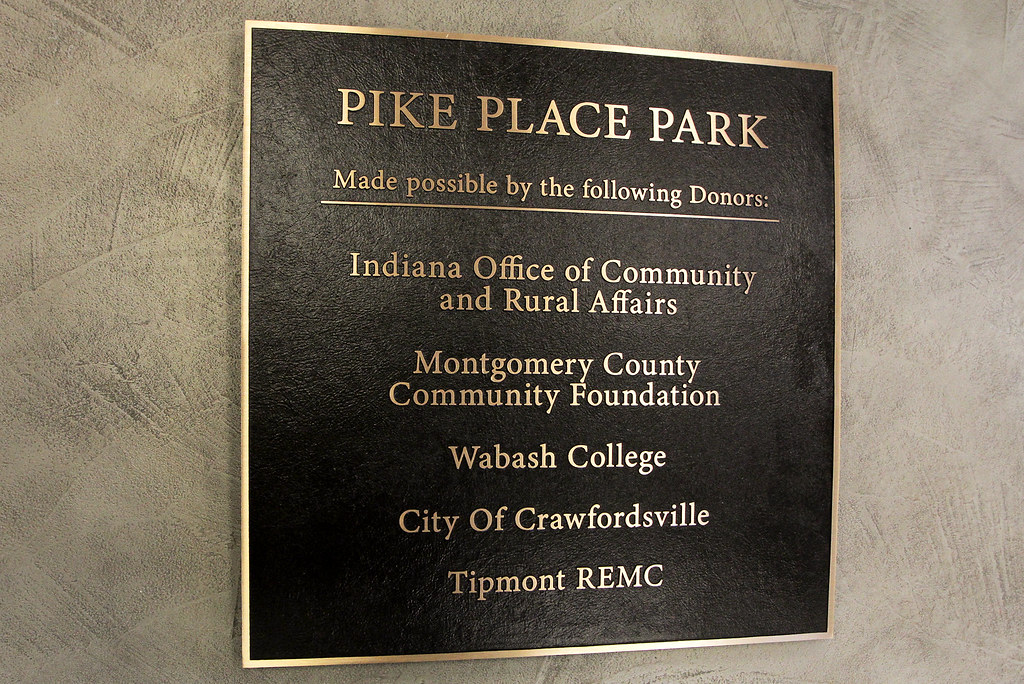 PIKE PLACE PARK
Made possible by the following Donors:
Indiana Office of Community
and Rural Affairs
Montgomery County
Community Foundation
Wabash College
City Of Crawfordsville
Tipmont REMC